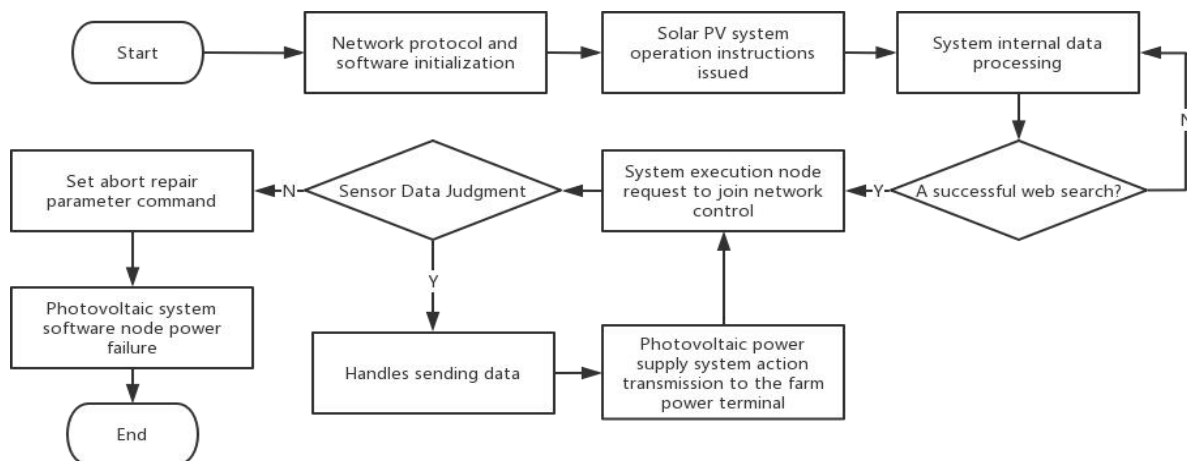 Start
Network protocol and
software initialization
Solar PV system
operation instructions
issued
System internal data
processing
N
Set abort repair
parameter command
N
Sensor Data Judgment
System execution node
request to join network
control
Y
A successful web search?
Y
Photovoltaic system
software node power
failure
Handles sending data
Photovoltaic power
supply system action
transmission to the farm
power terminal
End